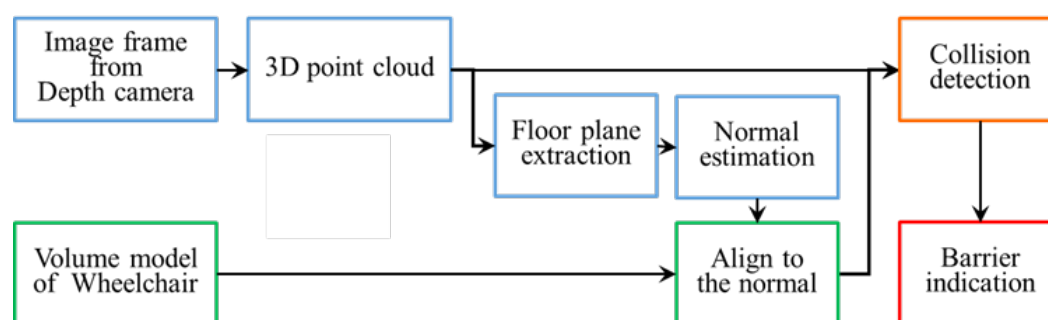 Image frame
from
Depth camera
3D point cloud
Collision
detection
Floor plane
extraction
Normal
estimation
Volume model
of Wheelchair
Align to
the normal
Barrier
indication